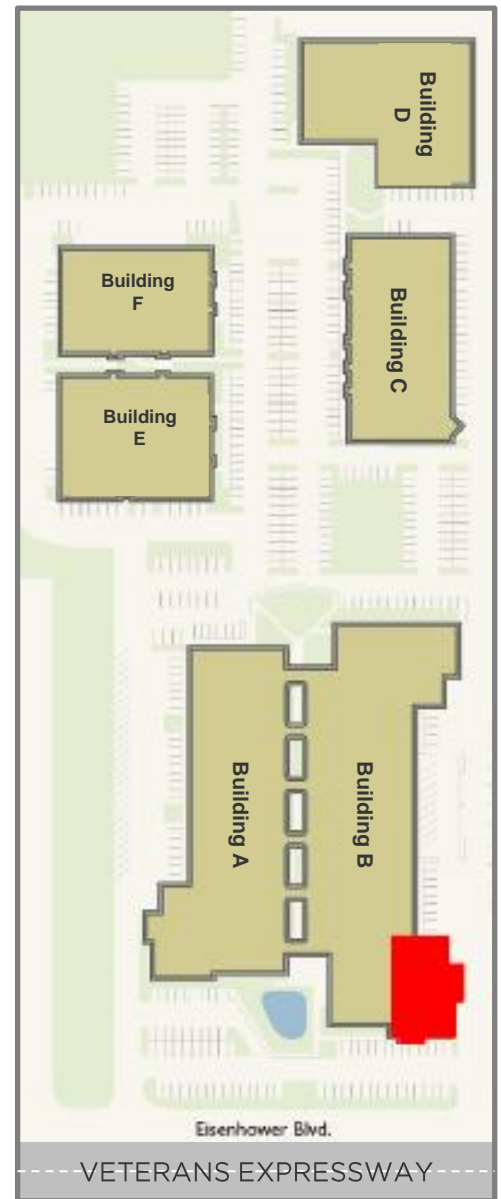 Building
D
Building
F
Building C
Building
E
Building A
Building B
Eisenhower Blvd.
VETERANS EXPRESSWAY